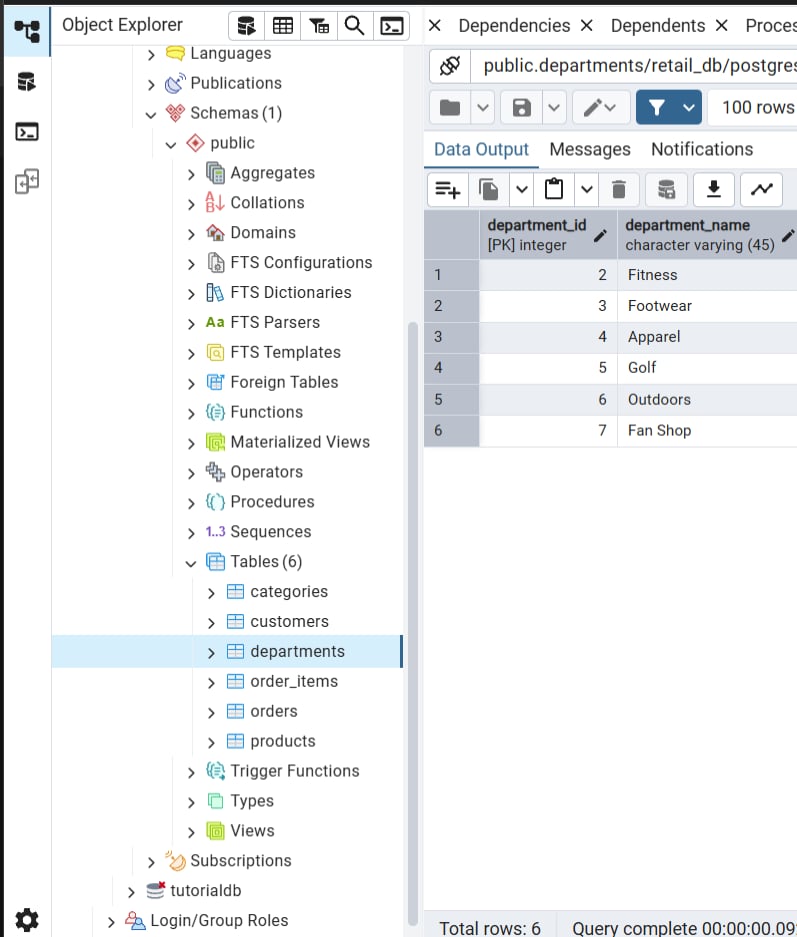 Object Explorer
Languages
Publications
Schemas (1)
public
Aggregates
Collations
Domains
FTS Configurations
FTS Dictionaries
Aa FTS Parsers
FTS Templates
Foreign Tables
Functions
Materialized Views
Operators
Procedures
1..3 Sequences
Tables (6)
categories
customers
departments
order_items
orders
products
Trigger Functions
Types
Views
Subscriptions
tutorialdb
Login/Group Roles
Dependencies Dependents Proces
public.departments/retail_db/postgres
100 rows
Data Output Messages Notifications
department_id department_name
[PK] integer character varying (45)
1 2 Fitness
2 3 Footwear
3 4 Apparel
4 5 Golf
5 6 Outdoors
6 7 Fan Shop
Total rows: 6 Query complete 00:00:00.09